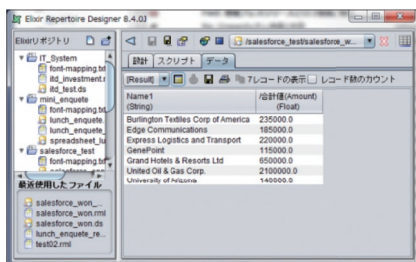 Elixir Repertoire Designer 8.4.0J
Elixirリポジトリ
IT_System
font-mapping.txt
itd_investment.
itd_test.ds
mini_enquete
lunch_enquete.
lunch_enquete_
spreadsheet_lu
salesforce_test
font-mapping.txt
最近使用したファイル
salesforce_won_...
salesforce_won.rml
salesforce_won.ds
lunch_enquete_re...
test02.rml
/salesforce_test/salesforce_w...
設計 スクリプト データ
[Result] 7レコードの表示 レコード数のカウント
Name1 (String)
/合計値(Amount) (Float)
Burlington Textiles Corp of America 235000.0
Edge Communications 185000.0
Express Logistics and Transport 220000.0
GenePoint 115000.0
Grand Hotels & Resorts Ltd 650000.0
United Oil & Gas Corp. 2100000.0
University of Arizona 140000.0